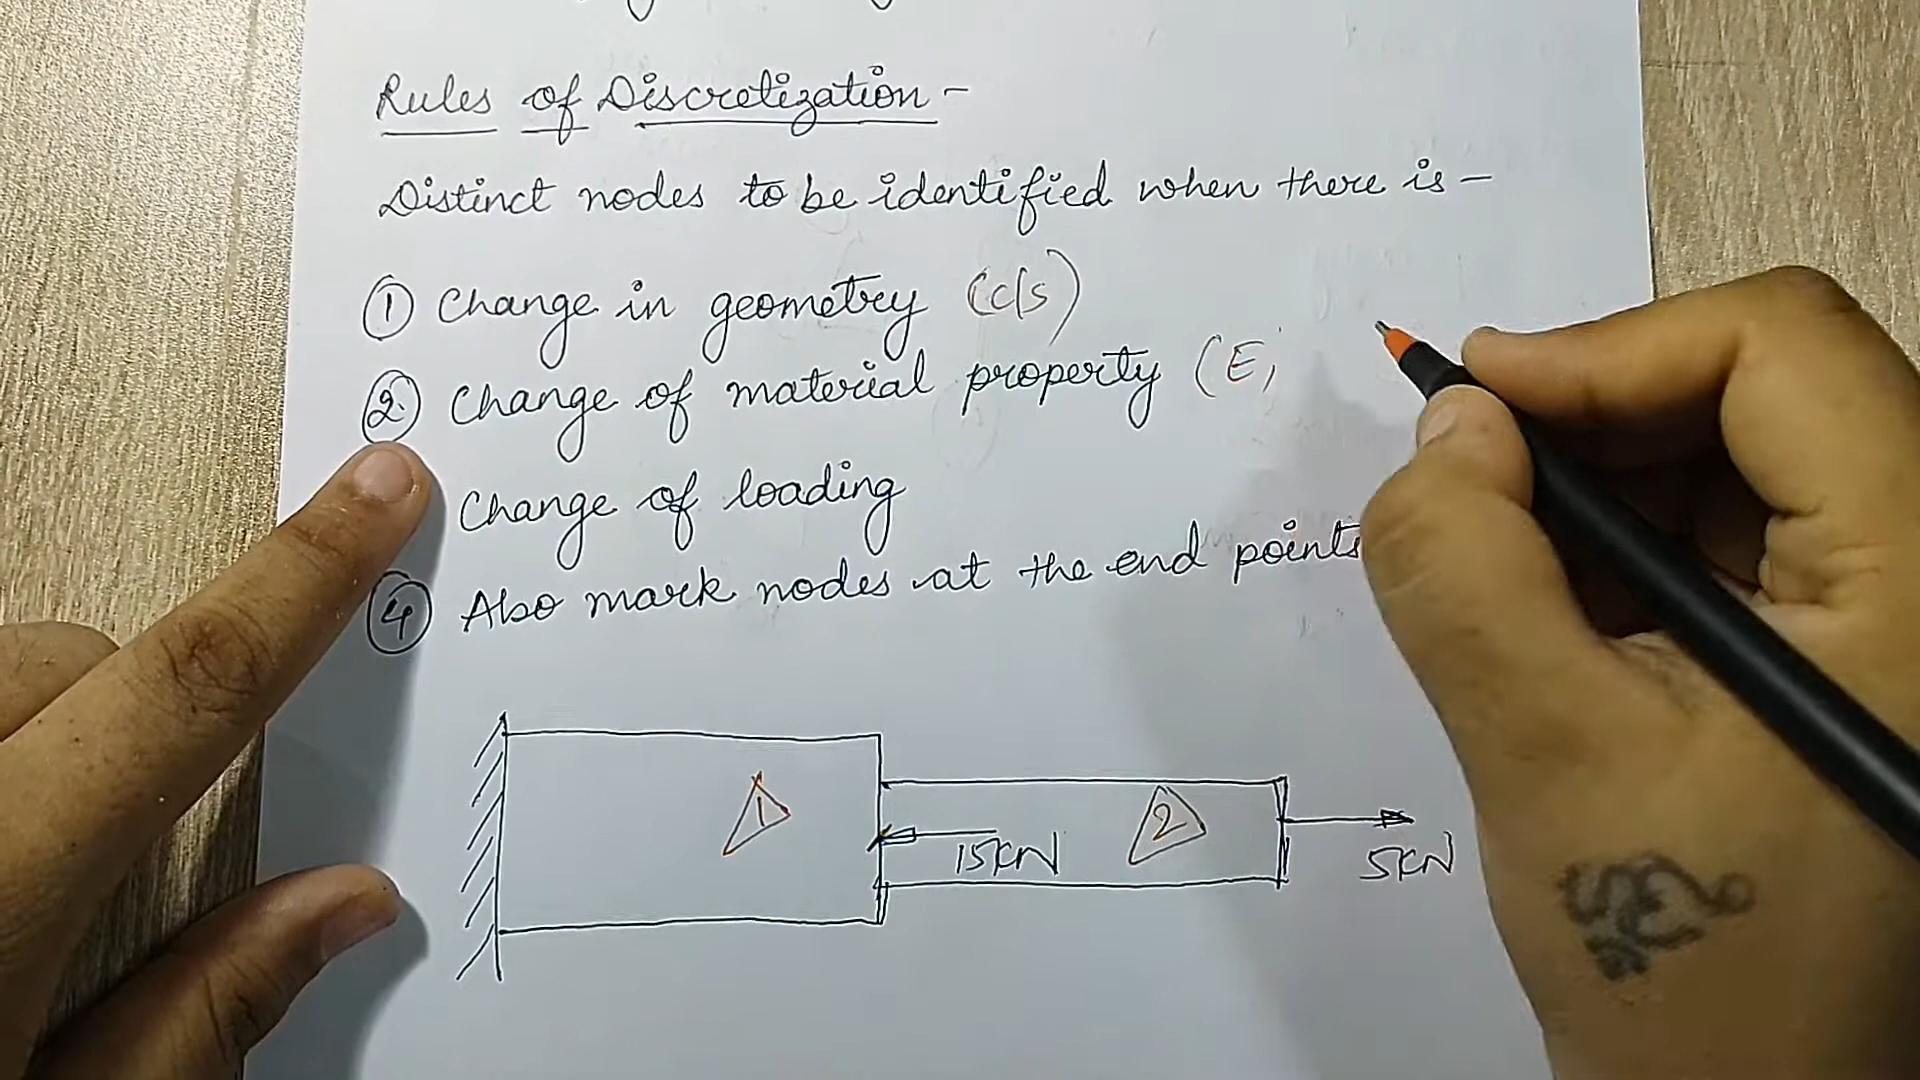 Rules of Discretization -
Distinct nodes to be identified when there is -
① Change in geometry (c/s)
② Change of material property (E,
Change of loading
④ Also mark nodes at the end points
1
2
15KN
5KN